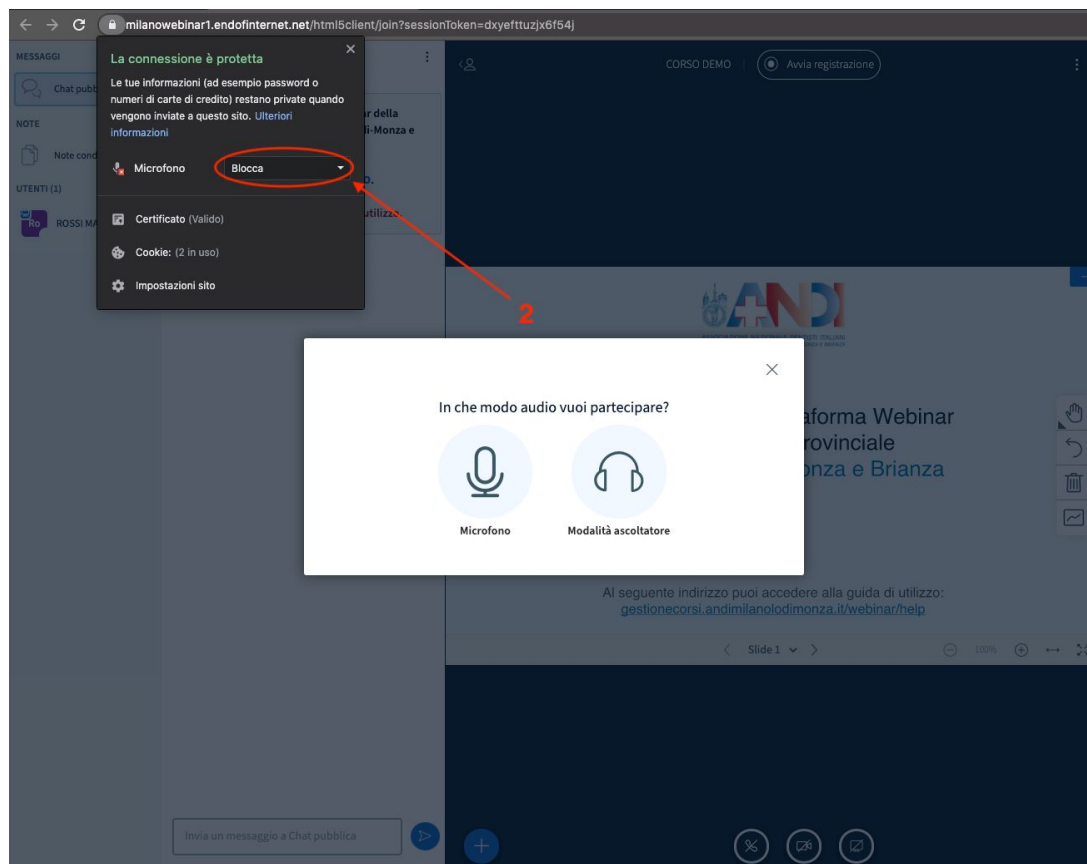 milanowebinar1.endofinternet.net/html5client/join?sessionToken=dxyefttuzjx6f54j
MESSAGGI
Chat pubb
NOTE
Note cond
UTENTI (1)
Ro
ROSSI MA
La connessione è protetta
Le tue informazioni (ad esempio password o
numeri di carte di credito) restano private quando
vengono inviate a questo sito. Ulteriori
informazioni
Microfono
Blocca
Certificato (Valido)
Cookie: (2 in uso)
Impostazioni sito
ar della
di-Monza e
o.
utilizzo.
2
CORSO DEMO
Avvia registrazione
ANDI
In che modo audio vuoi partecipare?
Microfono
Modalità ascoltatore
aforma Webinar
rovinciale
onza e Brianza
Al seguente indirizzo puoi accedere alla guida di utilizzo:
gestionecorsi.andimilanolodimonza.it/webinar/help
Slide 1
100%
Invia un messaggio a Chat pubblica